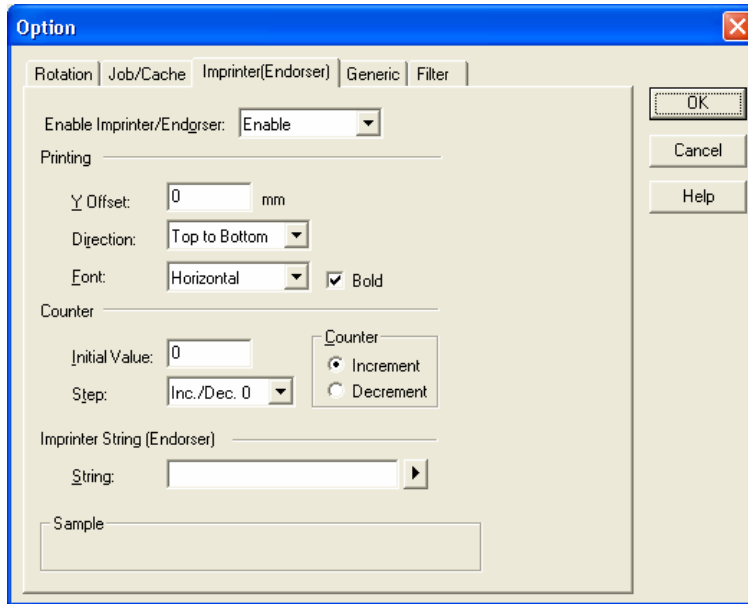 Option
Rotation Job/Cache Imprinter(Endorser) Generic Filter
OK
Enable Imprinter/Endorser: Enable
Cancel
Printing
Help
Y Offset: 0 mm
Direction: Top to Bottom
Font: Horizontal Bold
Counter
Counter
Initial Value: 0
Increment
Step: Inc./Dec. 0
Decrement
Imprinter String (Endorser)
String:
Sample